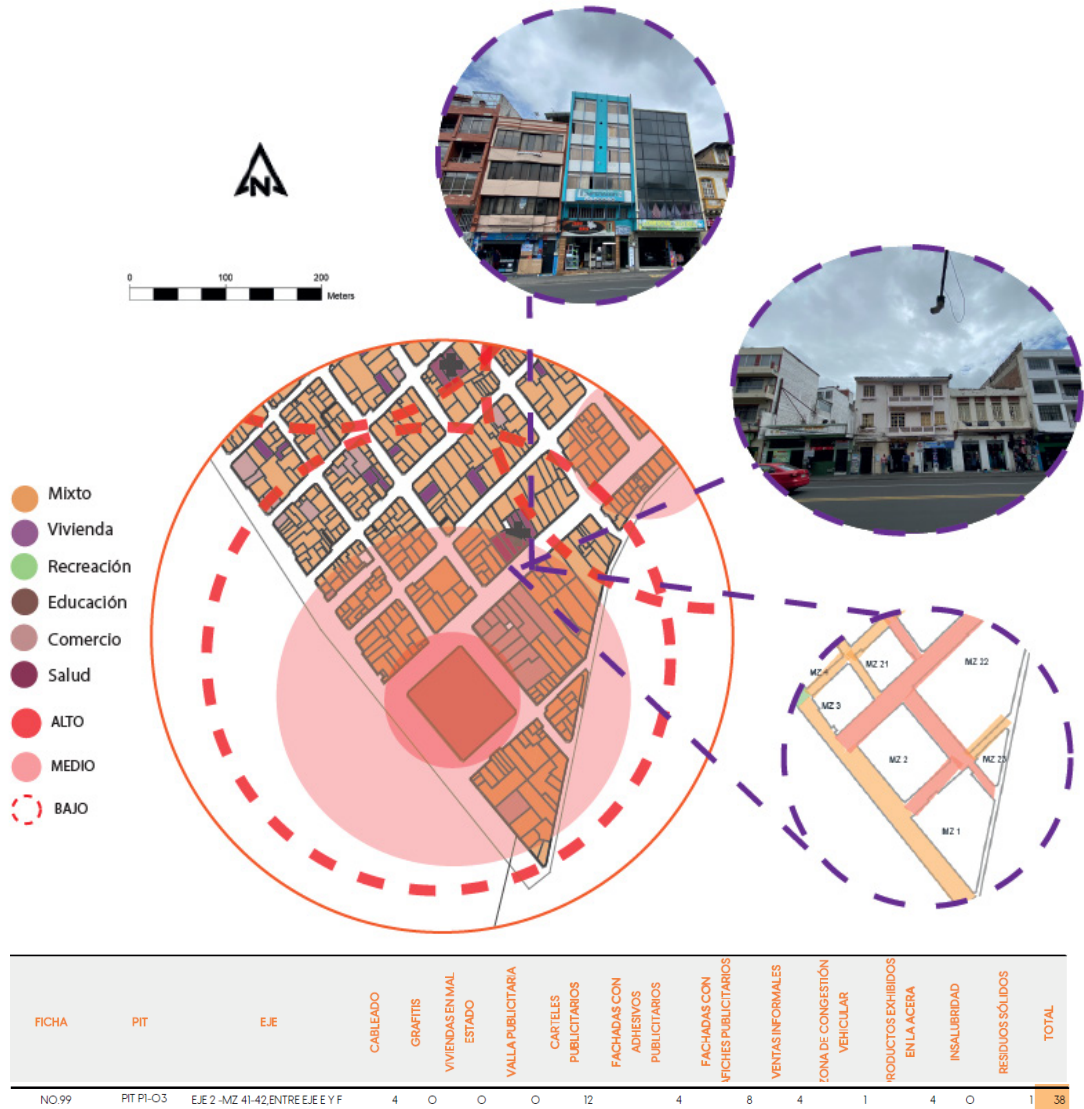 N
0 100 200
Meters
Mixto
Vivienda
Recreación
Educación
Comercio
Salud
ALTO
MEDIO
BAJO
MZ 4
MZ 21
MZ 22
MZ 3
MZ 2
MZ 23
MZ 1
FICHA
PIT
EJE
CABLEADO
GRAFITIS
VIVIENDAS EN MAL
ESTADO
VALLA PUBLICITARIA
CARTELES
PUBLICITARIOS
FACHADAS CON
ADHESIVOS
PUBLICITARIOS
FACHADAS CON
AFICHES PUBLICITARIOS
VENTAS INFORMALES
ZONA DE CONGESTIÓN
VEHICULAR
PRODUCTOS EXHIBIDOS
EN LA ACERA
INSALUBRIDAD
RESIDUOS SÓLIDOS
TOTAL
NO.99 PIT P1-O3 EJE 2 -MZ 41-42,ENTRE EJE E Y F 4 O O O 12 4 8 4 1 4 O 1 38